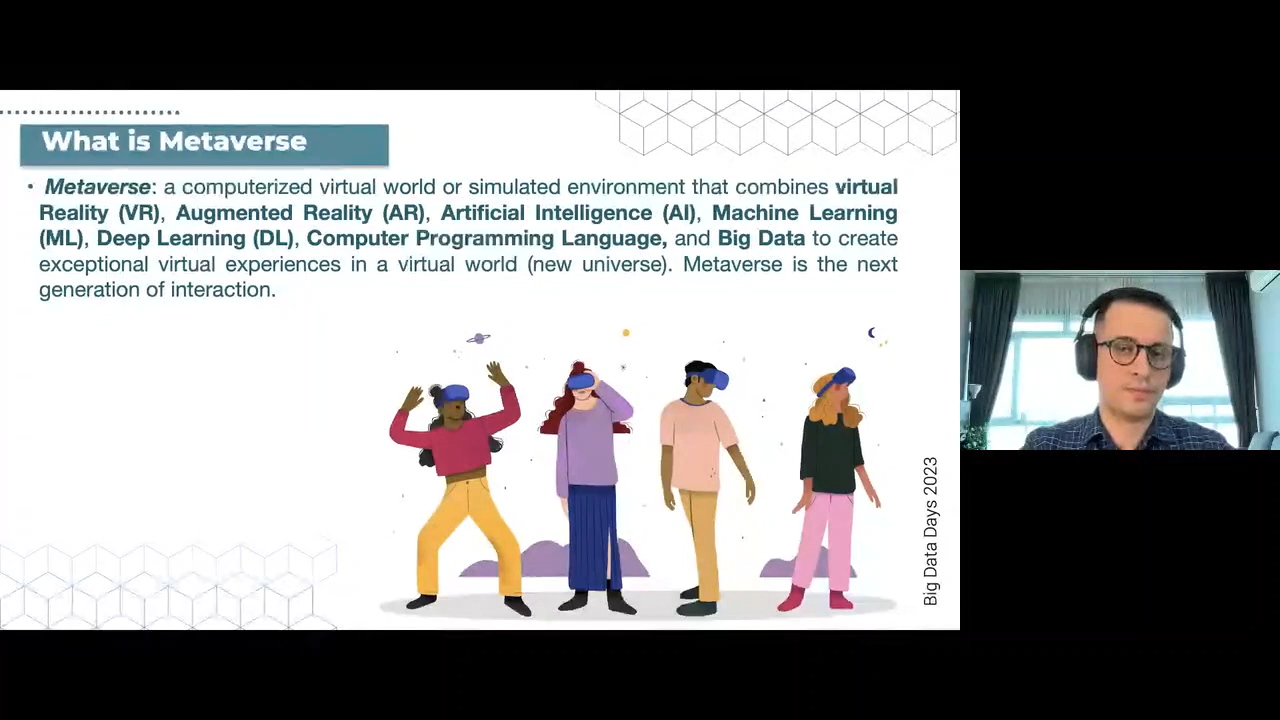 What is Metaverse
• Metaverse: a computerized virtual world or simulated environment that combines virtual
Reality (VR), Augmented Reality (AR), Artificial Intelligence (AI), Machine Learning
(ML), Deep Learning (DL), Computer Programming Language, and Big Data to create
exceptional virtual experiences in a virtual world (new universe). Metaverse is the next
generation of interaction.
Big Data Days 2023